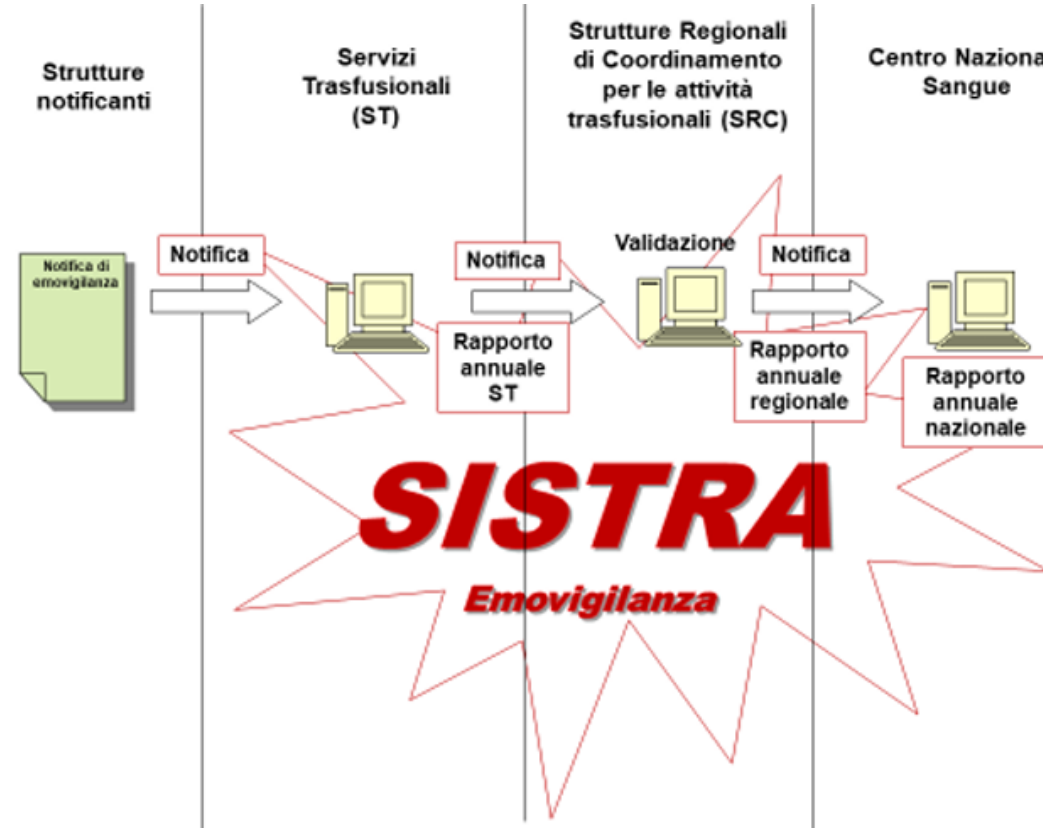 Strutture
notificanti
Servizi
Trasfusionali
(ST)
Strutture Regionali
di Coordinamento
per le attività
trasfusionali (SRC)
Centro Naziona
Sangue
Notifica di
emovigilanza
Notifica
Notifica
Validazione
Notifica
Rapporto
annuale
ST
Rapporto
annuale
regionale
Rapporto
annuale
nazionale
SISTRA
Emovigilanza